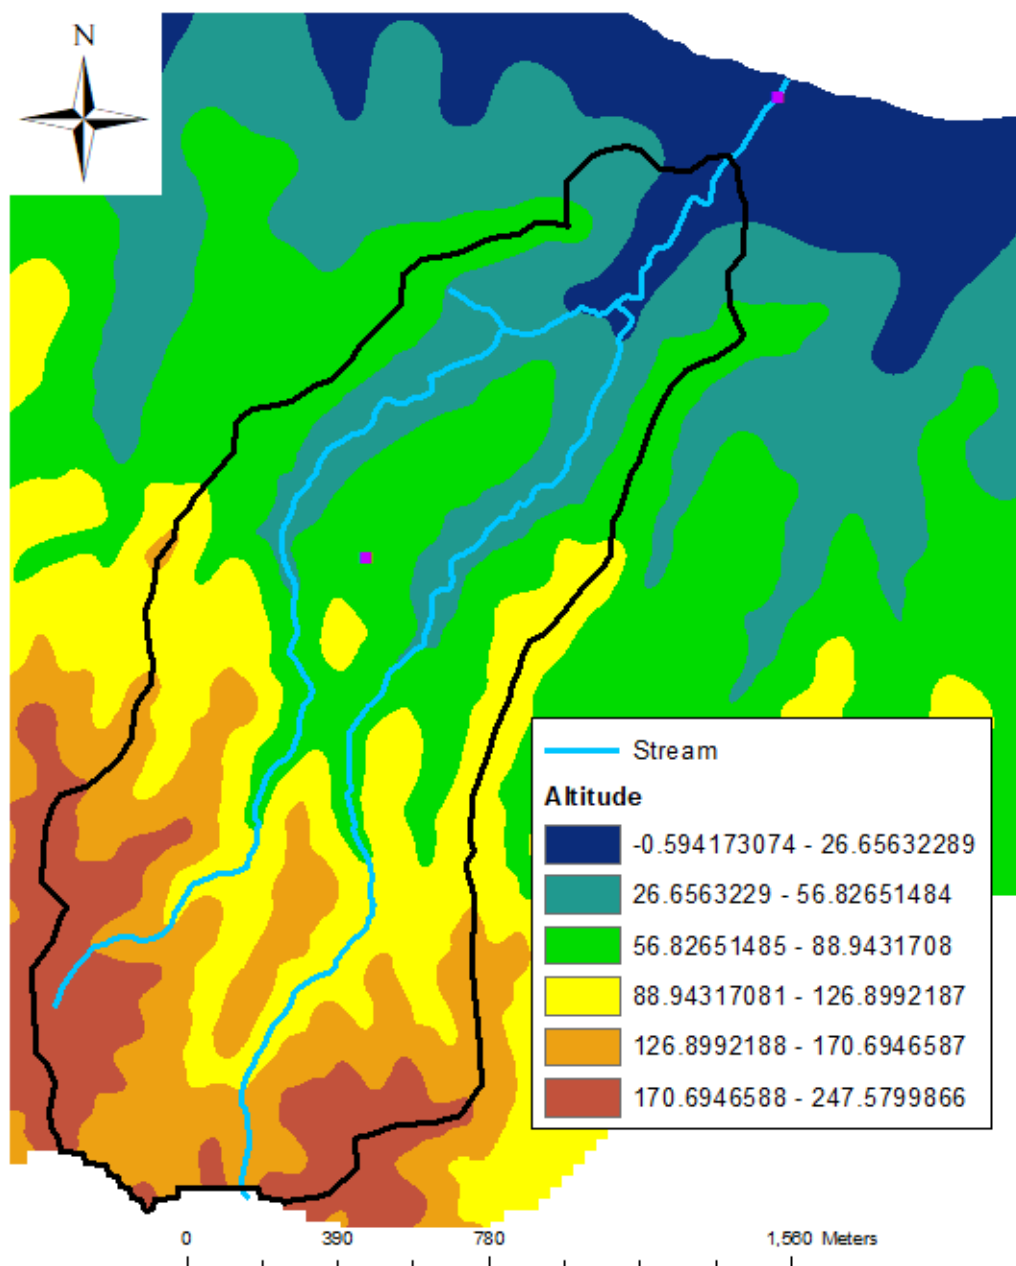 N
Stream
Altitude
-0.594173074 - 26.65632289
26.6563229 - 56.82651484
56.82651485 - 88.9431708
88.94317081 - 126.8992187
126.8992188 - 170.6946587
170.6946588 - 247.5799866
0 390 780 1,560 Meters